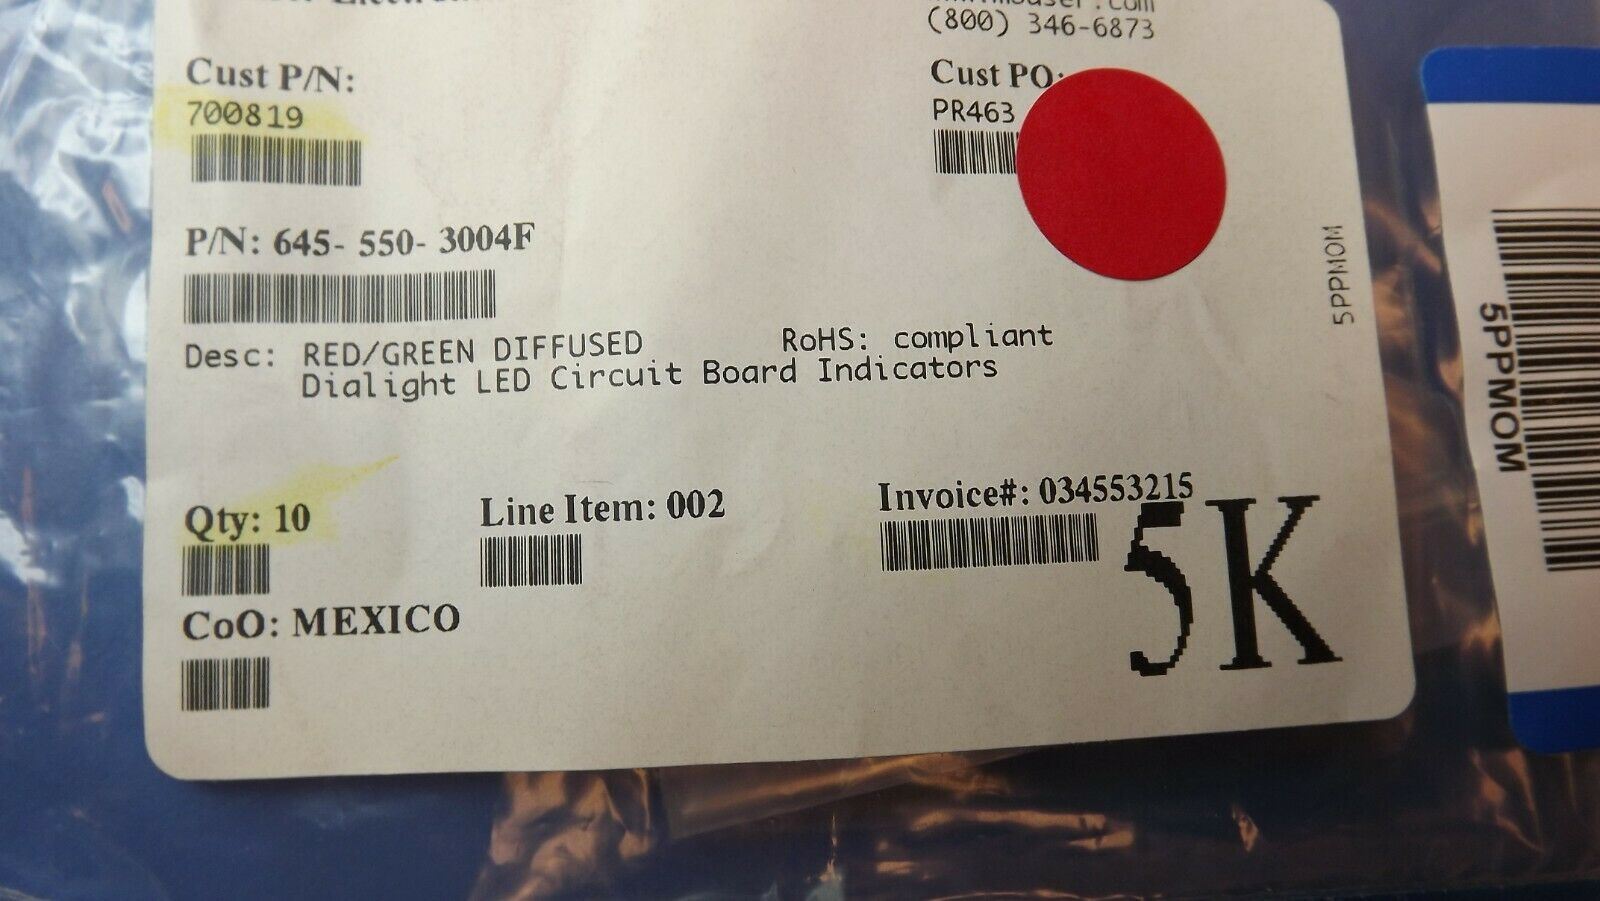 (800) 346-6873
Cust P/N:
700819
Cust PO:
PR463
P/N: 645- 550- 3004F
Desc: RED/GREEN DIFFUSED RoHS: compliant
Dialight LED Circuit Board Indicators
Qty: 10
Line Item: 002
Invoice#: 034553215
5K
CoO: MEXICO
5PPMOM
5PPMOM